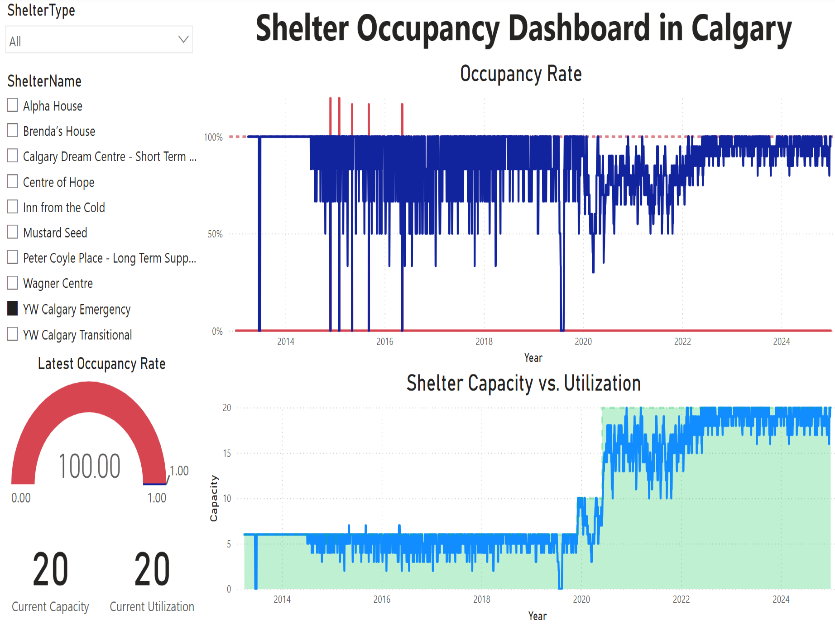 ShelterType
All
ShelterName
Alpha House
Brenda's House
Calgary Dream Centre - Short Term ...
Centre of Hope
Inn from the Cold
Mustard Seed
Peter Coyle Place - Long Term Supp...
Wagner Centre
YW Calgary Emergency
YW Calgary Transitional
Latest Occupancy Rate
100.00
1.00
0.00
1.00
20
20
Current Capacity
Current Utilization
Shelter Occupancy Dashboard in Calgary
Occupancy Rate
100%
50%
0%
2014 2016 2018 2020 2022 2024
Year
Shelter Capacity vs. Utilization
20
15
10
5
0
Capacity
2014 2016 2018 2020 2022 2024
Year